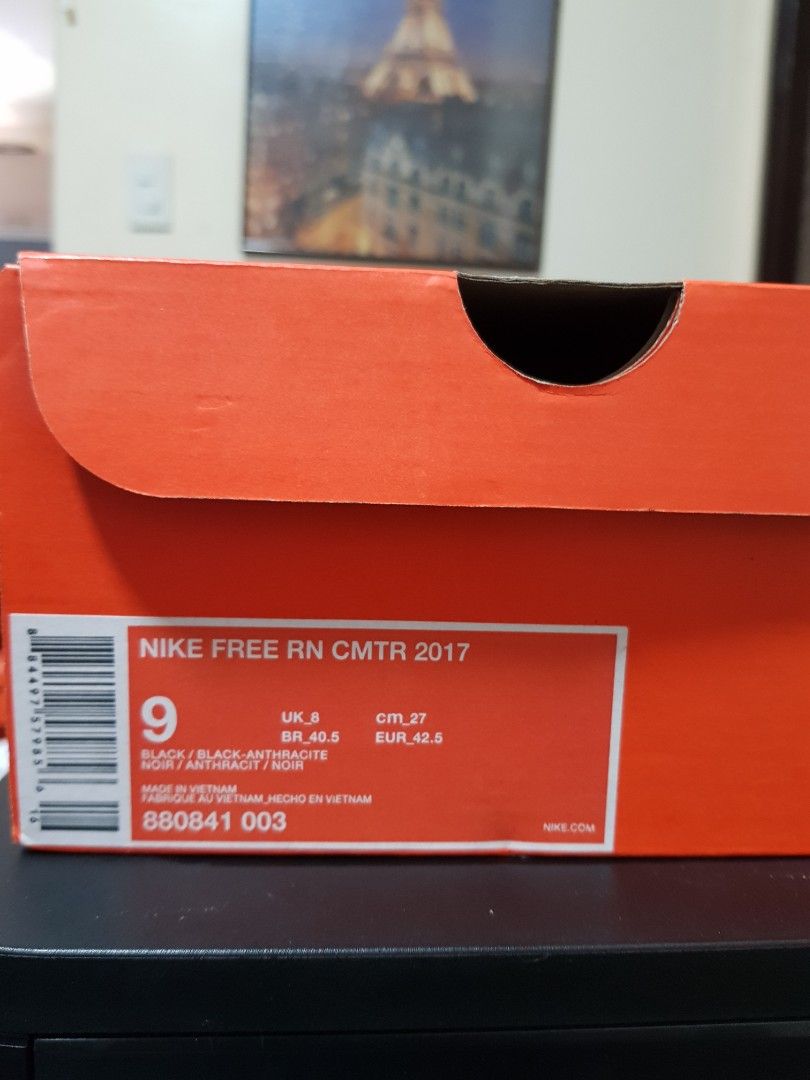 NIKE FREE RN CMTR 2017
9
UK_8 cm_27
BR_40.5 EUR_42.5
BLACK / BLACK-ANTHRACITE
NOIR / ANTHRACIT / NOIR
MADE IN VIETNAM
FABRIQUE AU VIETNAM_HECHO EN VIETNAM
880841 003
NIKE.COM